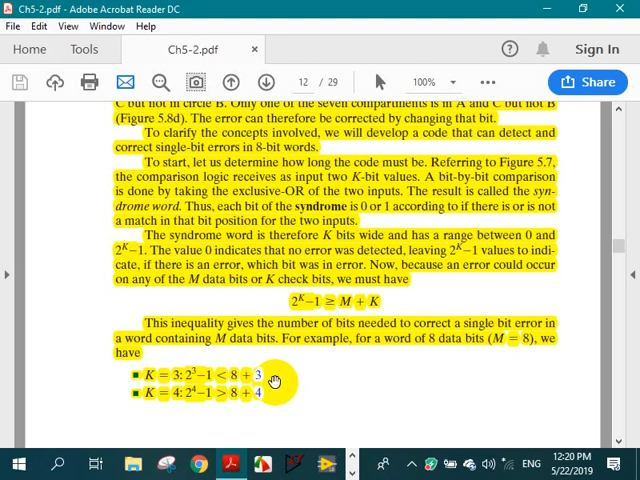 Ch5-2.pdf - Adobe Acrobat Reader DC
File Edit View Window Help
Home Tools Ch5-2.pdf × ? Sign In
12 / 29 100% Share
C but not in circle B. Only one of the seven compartments is in A and C but not B
(Figure 5.8d). The error can therefore be corrected by changing that bit.
To clarify the concepts involved, we will develop a code that can detect and
correct single-bit errors in 8-bit words.
To start, let us determine how long the code must be. Referring to Figure 5.7,
the comparison logic receives as input two K-bit values. A bit-by-bit comparison
is done by taking the exclusive-OR of the two inputs. The result is called the syn-
drome word. Thus, each bit of the syndrome is 0 or 1 according to if there is or is not
a match in that bit position for the two inputs.
The syndrome word is therefore K bits wide and has a range between 0 and
2^K−1. The value 0 indicates that no error was detected, leaving 2^K−1 values to indi-
cate, if there is an error, which bit was in error. Now, because an error could occur
on any of the M data bits or K check bits, we must have
2^K−1 ≥ M + K
This inequality gives the number of bits needed to correct a single bit error in
a word containing M data bits. For example, for a word of 8 data bits (M = 8), we
have
■ K = 3: 2^3−1 < 8 + 3
■ K = 4: 2^4−1 > 8 + 4
ENG
12:20 PM
5/22/2019